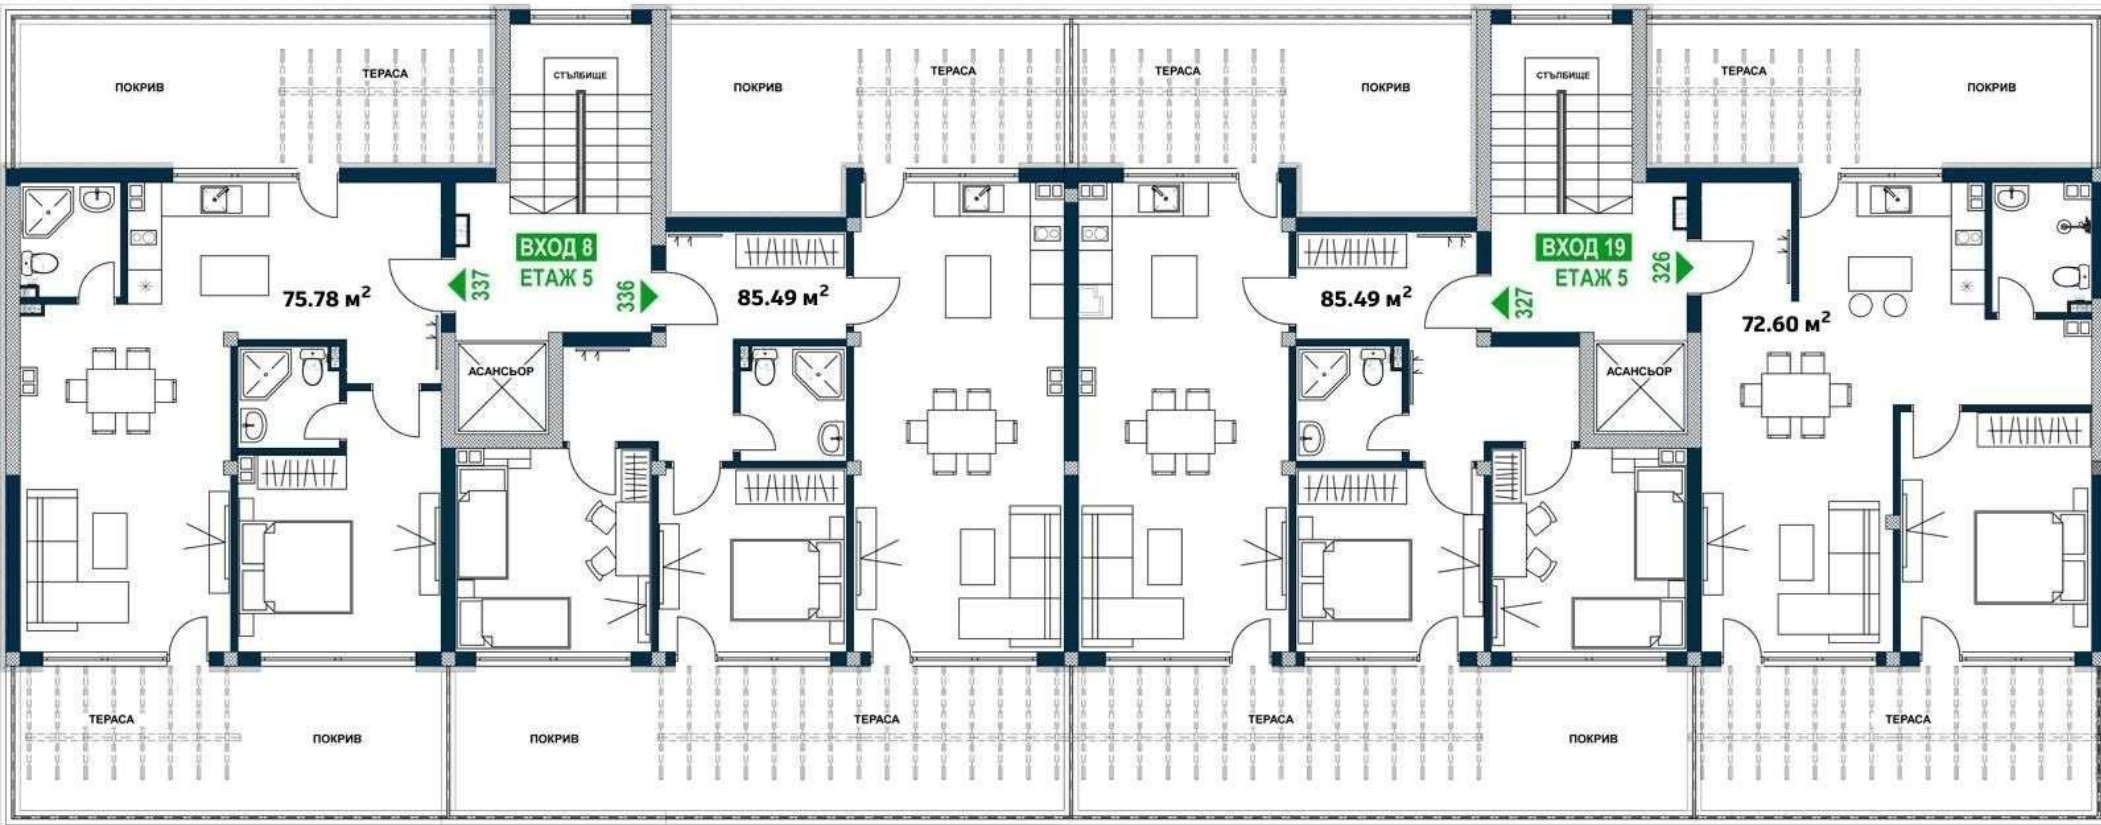 ПОКРИВ
ТЕРАСА
СТЪЛБИЩЕ
ПОКРИВ
ТЕРАСА
ТЕРАСА
ПОКРИВ
СТЪЛБИЩЕ
ТЕРАСА
ПОКРИВ
75.78 м²
337
ВХОД 8
ЕТАЖ 5
336
85.49 м²
85.49 м²
327
ВХОД 19
ЕТАЖ 5
326
72.60 м²
АСАНСЬОР
АСАНСЬОР
ТЕРАСА
ПОКРИВ
ПОКРИВ
ТЕРАСА
ТЕРАСА
ПОКРИВ
ТЕРАСА